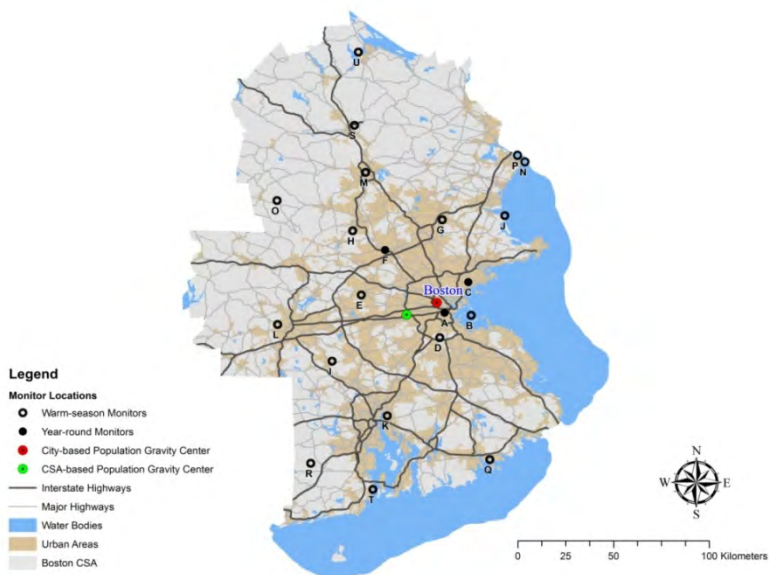 U
S
P
N
M
O
J
G
H
F
C
Boston
E
B
A
L
D
I
K
Q
R
T
Legend
Monitor Locations
Warm-season Monitors
Year-round Monitors
City-based Population Gravity Center
CSA-based Population Gravity Center
Interstate Highways
Major Highways
Water Bodies
Urban Areas
Boston CSA
N
W E
S
0 25 50 100 Kilometers